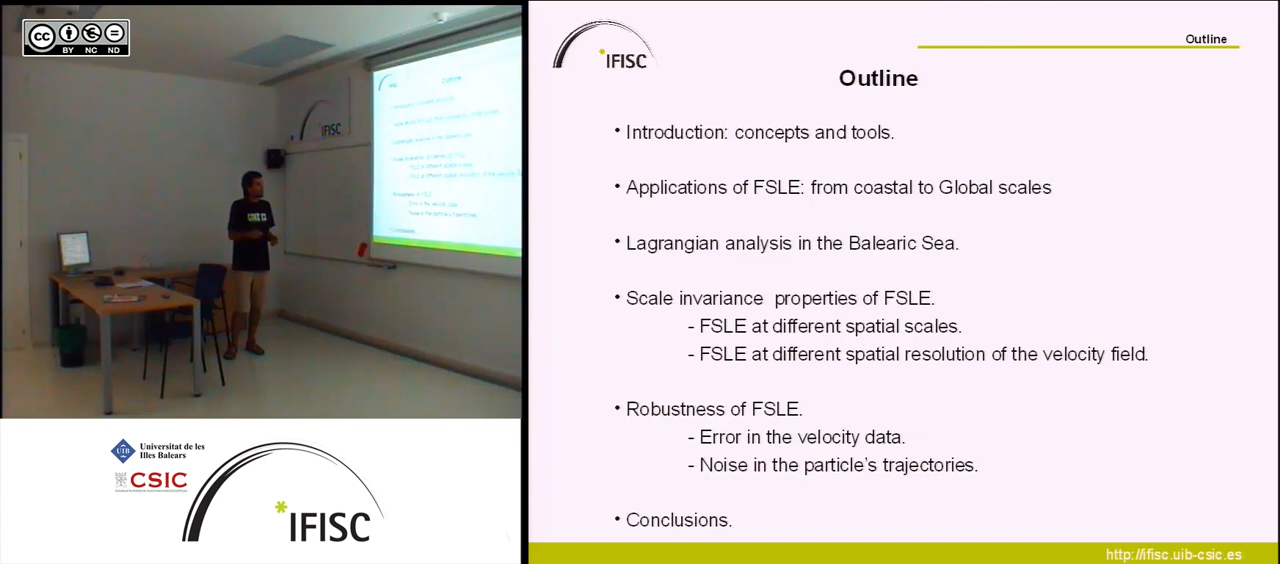 cc
BY NC ND
IFISC
Universitat de les
Illes Balears
UIB
CSIC
IFISC
IFISC
Outline
Outline
• Introduction: concepts and tools.
• Applications of FSLE: from coastal to Global scales
• Lagrangian analysis in the Balearic Sea.
• Scale invariance properties of FSLE.
- FSLE at different spatial scales.
- FSLE at different spatial resolution of the velocity field.
• Robustness of FSLE.
- Error in the velocity data.
- Noise in the particle's trajectories.
• Conclusions.
http://ifisc.uib-csic.es